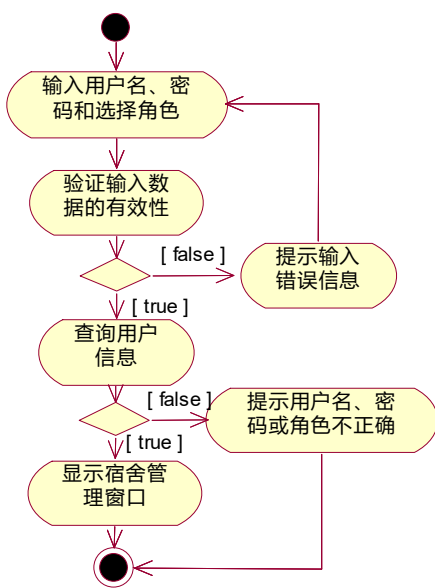 输入用户名、密
码和选择角色
验证输入数
据的有效性
[ false ]
提示输入
错误信息
[ true ]
查询用户
信息
[ false ]
提示用户名、密
码或角色不正确
[ true ]
显示宿舍管
理窗口